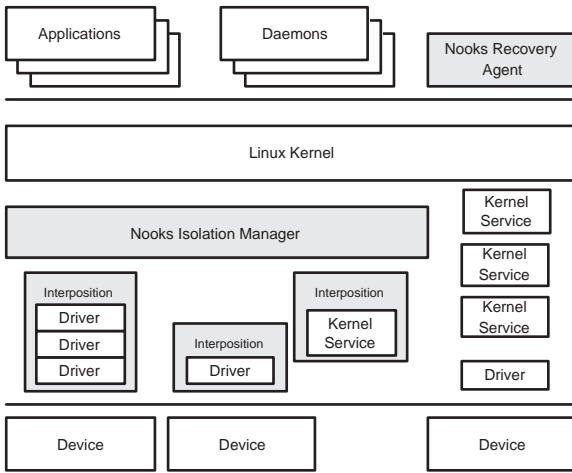 Applications
Daemons
Nooks Recovery
Agent
Linux Kernel
Nooks Isolation Manager
Kernel
Service
Kernel
Service
Kernel
Service
Driver
Interposition
Driver
Driver
Driver
Interposition
Driver
Interposition
Kernel
Service
Device
Device
Device